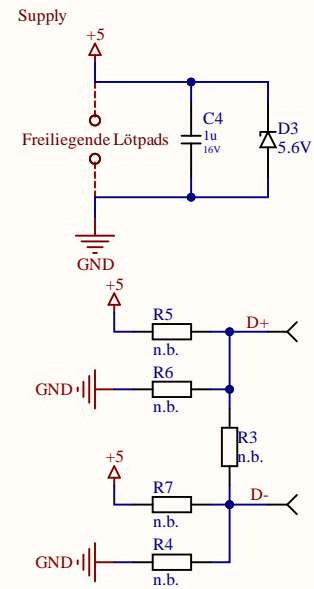 Supply
+5
C4
1u
16V
D3
5.6V
Freiliegende Lötpads
GND
+5
R5
n.b.
D+
GND
R6
n.b.
R3
n.b.
+5
R7
n.b.
D-
GND
R4
n.b.